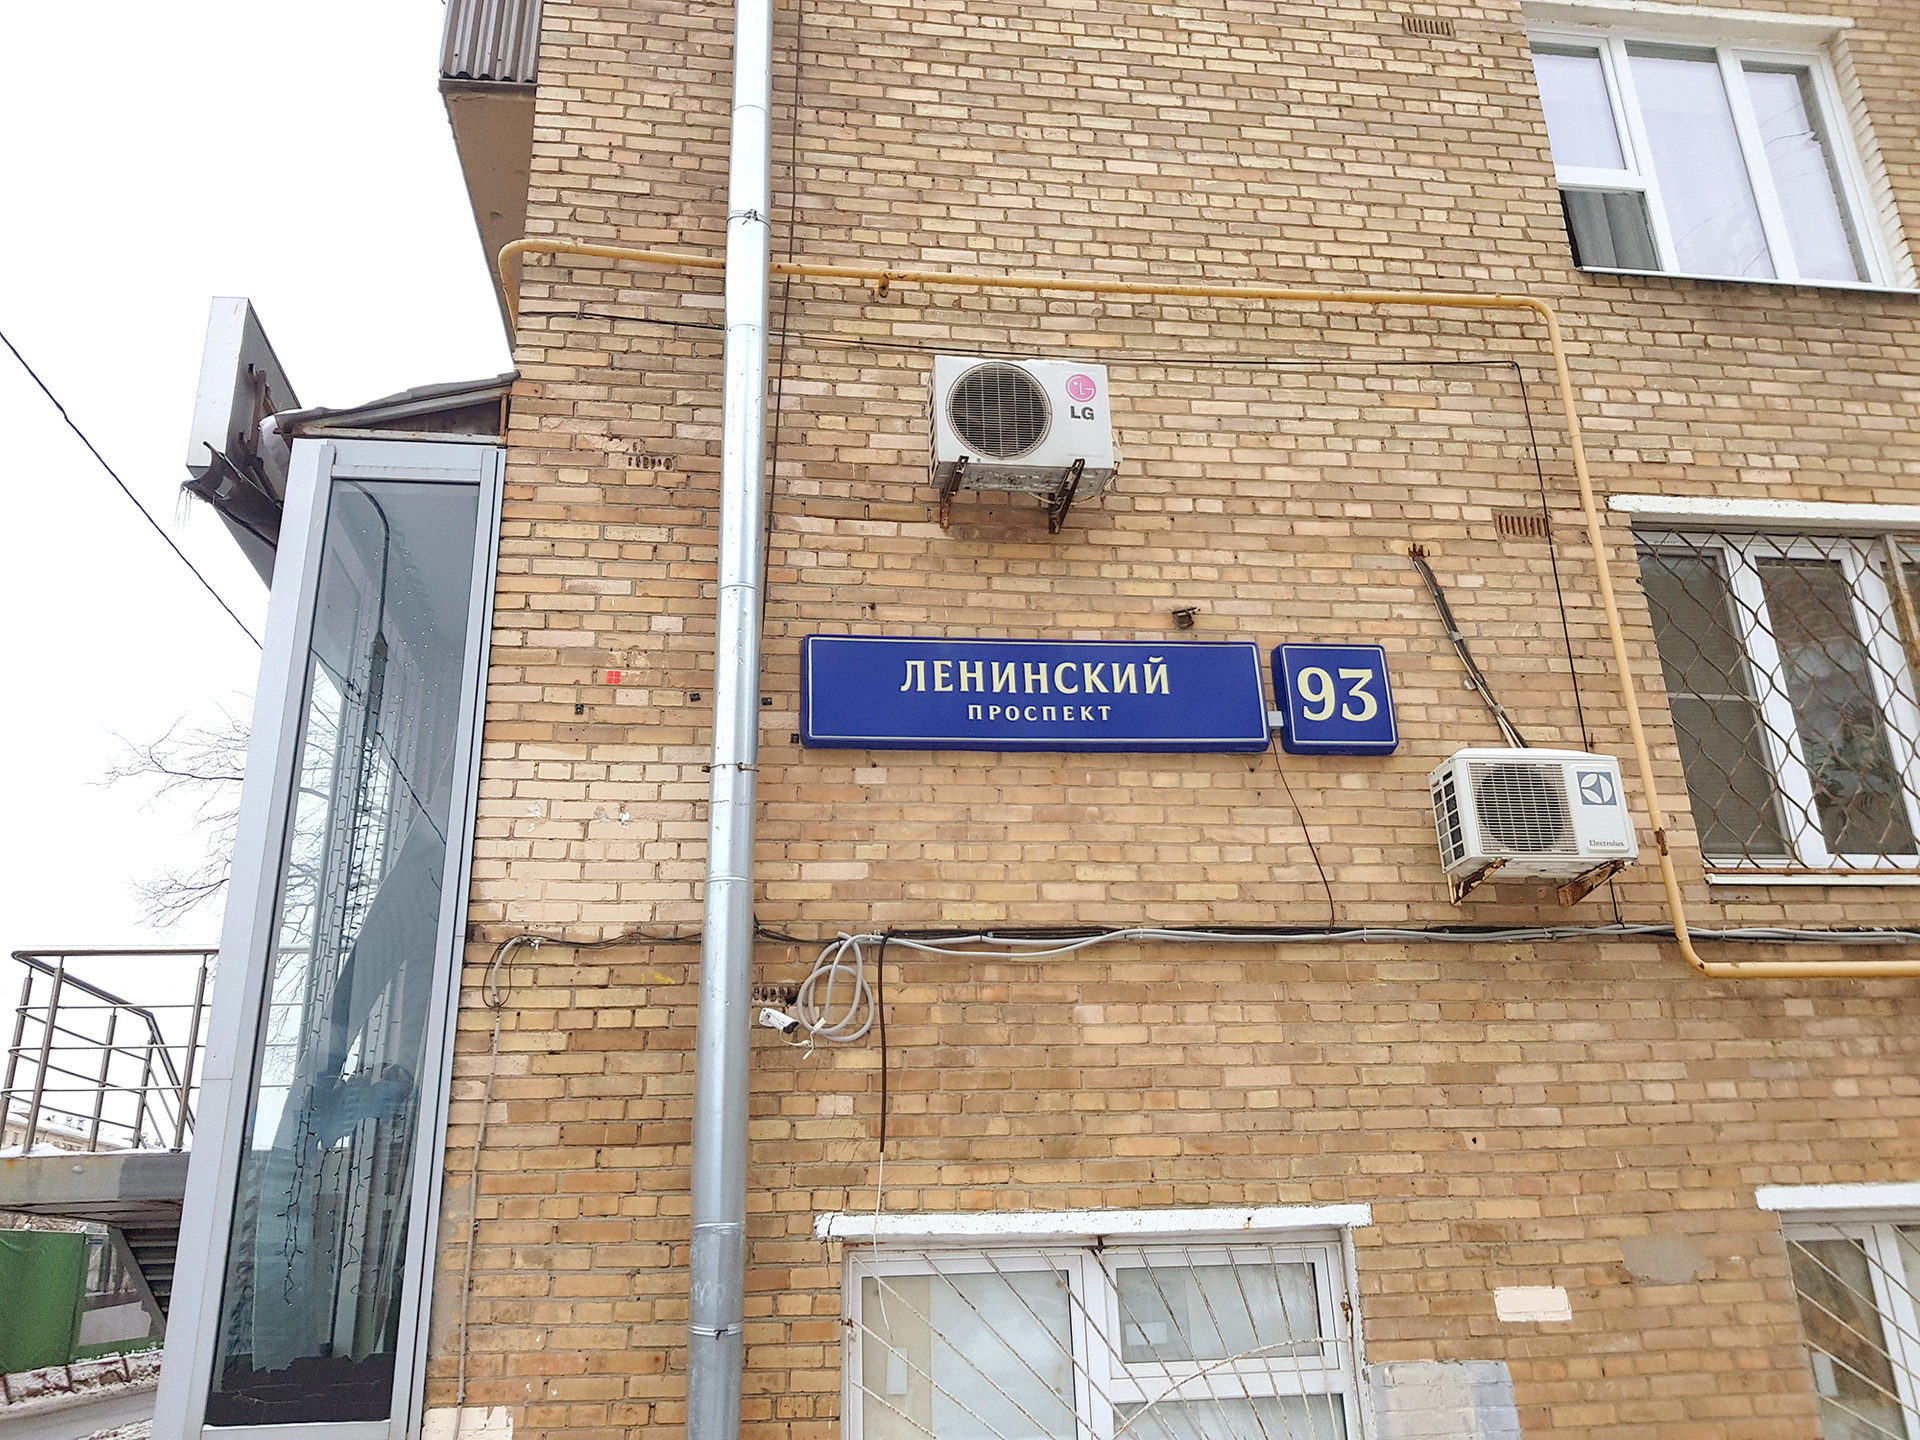 LG
ЛЕНИНСКИЙ
ПРОСПЕКТ
93
Electrolux